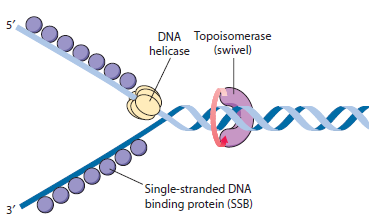 5′
DNA
helicase
Topoisomerase
(swivel)
3′
Single-stranded DNA
binding protein (SSB)